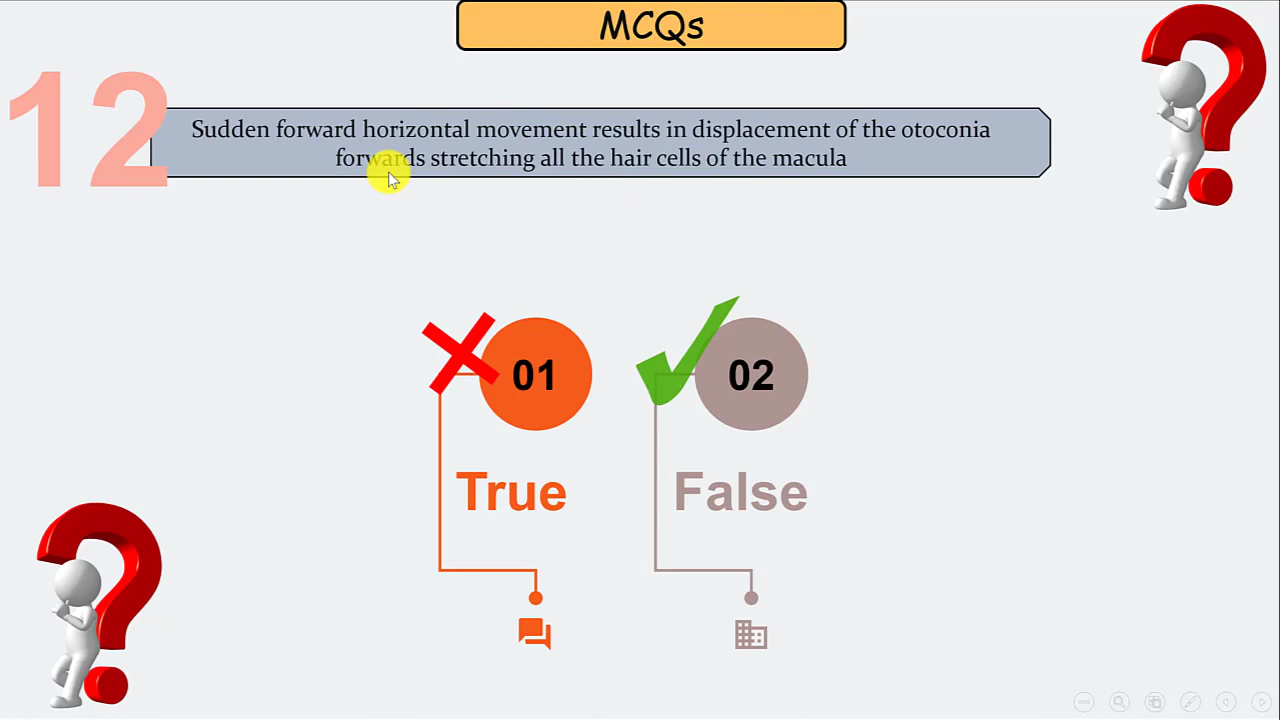 MCQs
12
Sudden forward horizontal movement results in displacement of the otoconia
forwards stretching all the hair cells of the macula
01
02
True
False